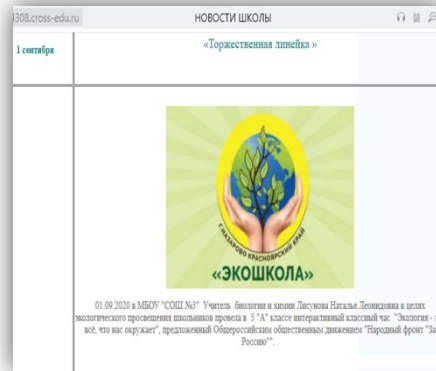 308.cross-edu.ru
НОВОСТИ ШКОЛЫ
1 сентября
«Торжественная линейка »
Г.НАЗАРОВО КРАСНОЯРСКИЙ КРАЙ
«ЭКОШКОЛА»
01.09.2020 в МБОУ "СОШ №3" Учитель биологии и химии Лисунова Наталья Леонидовна в целях
экологического просвещения школьников провела в 5 "А" классе интерактивный классный час "Экология -
всё, что нас окружает", предложенный Общероссийским общественным движением "Народный фронт "За
Россию"".